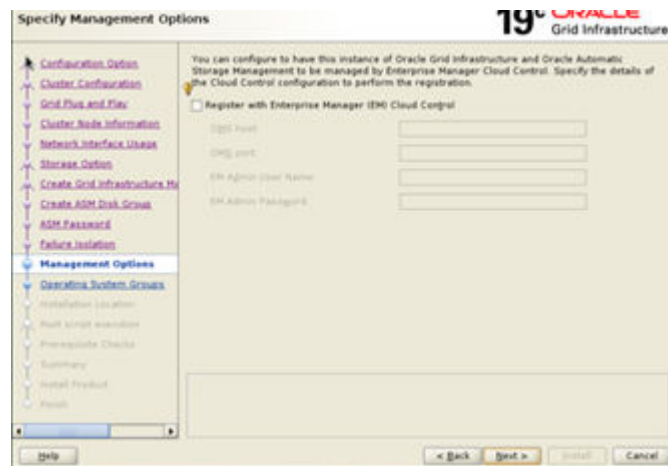 Specify Management Options
19c ORACLE
Grid Infrastructure
Configuration Option
Cluster Configuration
Grid Plug and Play
Cluster Node Information
Network Interface Usage
Storage Option
Create Grid Infrastructure Ma
Create ASM Disk Group
ASM Password
Failure Isolation
Management Options
Operating System Groups
Installation Location
Root script execution
Prerequisite Checks
Summary
Install Product
Finish
You can configure to have this instance of Oracle Grid Infrastructure and Oracle Automatic
Storage Management to be managed by Enterprise Manager Cloud Control. Specify the details of
the Cloud Control configuration to perform the registration.
Register with Enterprise Manager (EM) Cloud Control
OMS host
OMS port
EM Admin User Name
EM Admin Password
Help
< Back
Next >
Install
Cancel